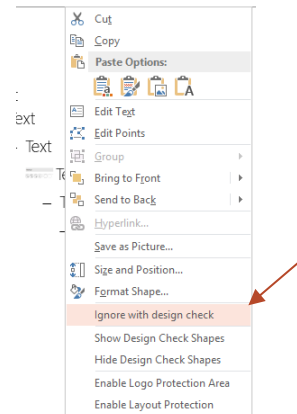 Cut
Copy
Paste Options:
Edit Text
ext
Edit Points
Text
Group
Bring to Front
Send to Back
Hyperlink...
Save as Picture...
Size and Position...
Format Shape...
Ignore with design check
Show Design Check Shapes
Hide Design Check Shapes
Enable Logo Protection Area
Enable Layout Protection